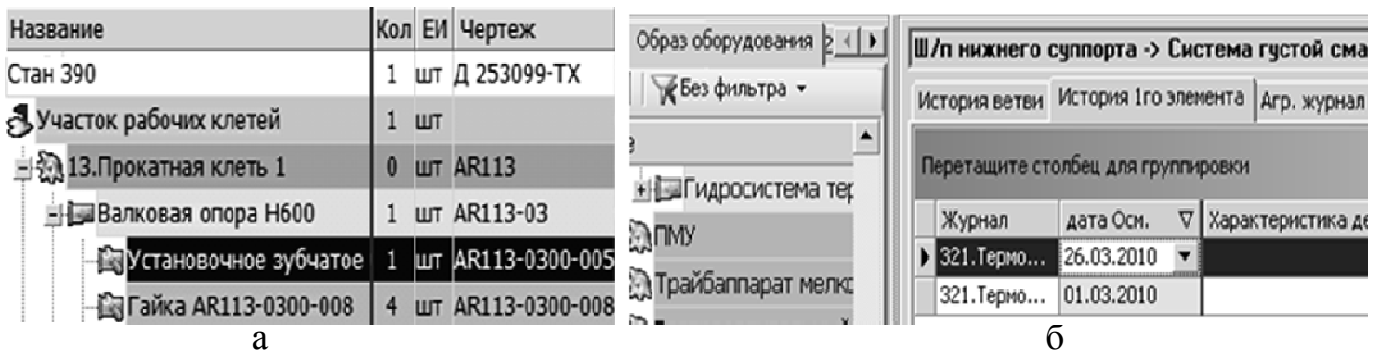 Название Кол ЕИ Чертеж
Стан 390 1 шт Д 253099-ТХ
Участок рабочих клетей 1 шт
13.Прокатная клеть 1 0 шт AR113
Валковая опора Н600 1 шт AR113-03
Установочное зубчатое 1 шт AR113-0300-005
Гайка AR113-0300-008 4 шт AR113-0300-008
а
Образ оборудования
Без фильтра
Гидросистема тер
ПМУ
Трайбаппарат мелко
Ш/п нижнего суппорта -> Система густой сма
История ветви История 1го элемента Агр. журнал
Перетащите столбец для группировки
Журнал дата Осм. Характеристика де
321.Термо... 26.03.2010
321.Термо... 01.03.2010
б